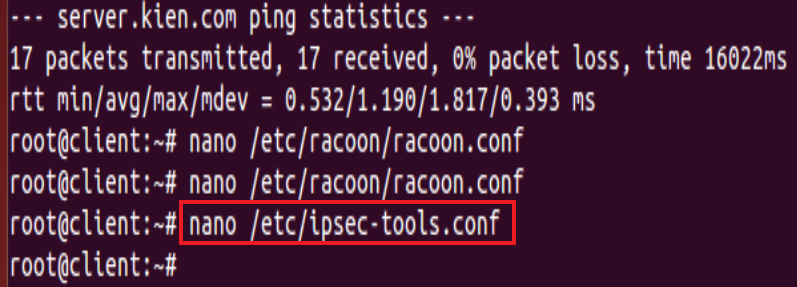 --- server.kien.com ping statistics ---
17 packets transmitted, 17 received, 0% packet loss, time 16022ms
rtt min/avg/max/mdev = 0.532/1.190/1.817/0.393 ms
root@client:~# nano /etc/racoon/racoon.conf
root@client:~# nano /etc/racoon/racoon.conf
root@client:~# nano /etc/ipsec-tools.conf
root@client:~#